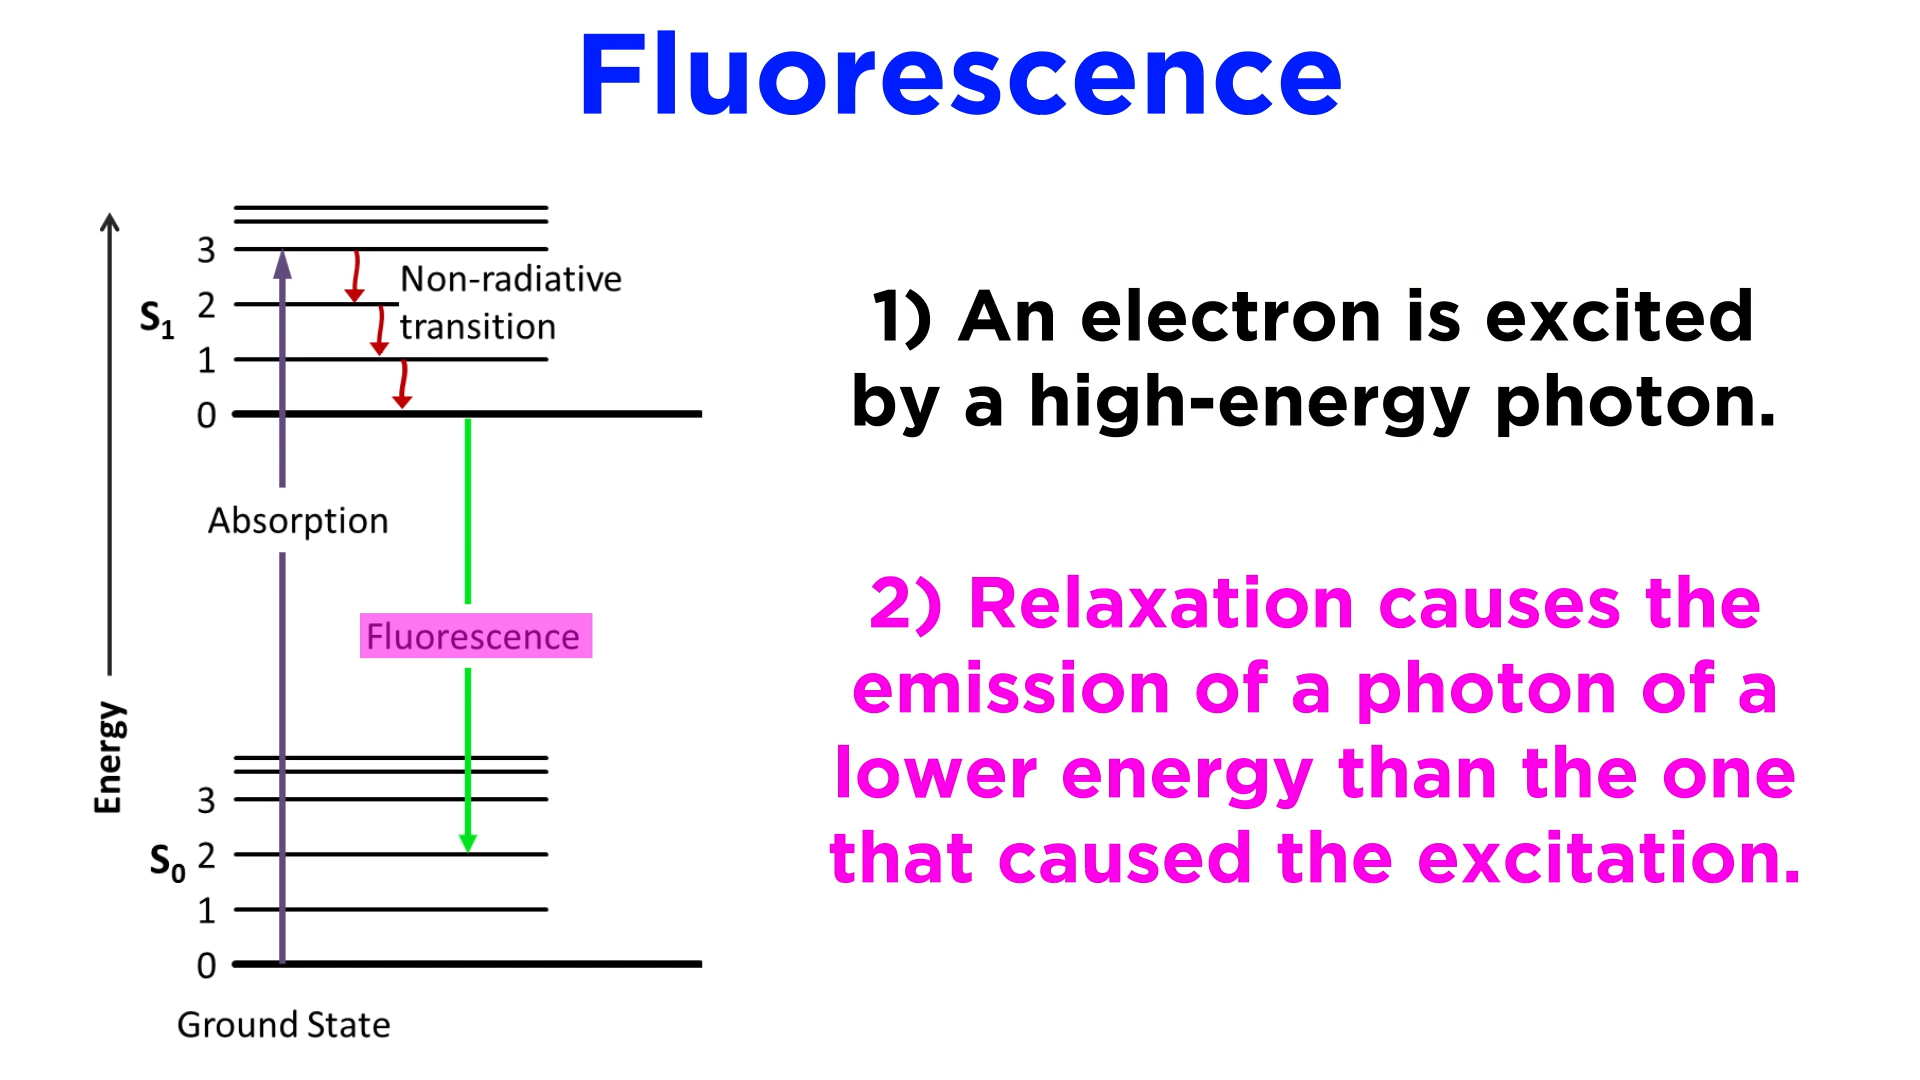 Fluorescence
3
Non-radiative
S₁ 2
transition
1
0
Absorption
Fluorescence
Energy
3
S₀ 2
1
0
Ground State
1) An electron is excited
by a high-energy photon.
2) Relaxation causes the
emission of a photon of a
lower energy than the one
that caused the excitation.